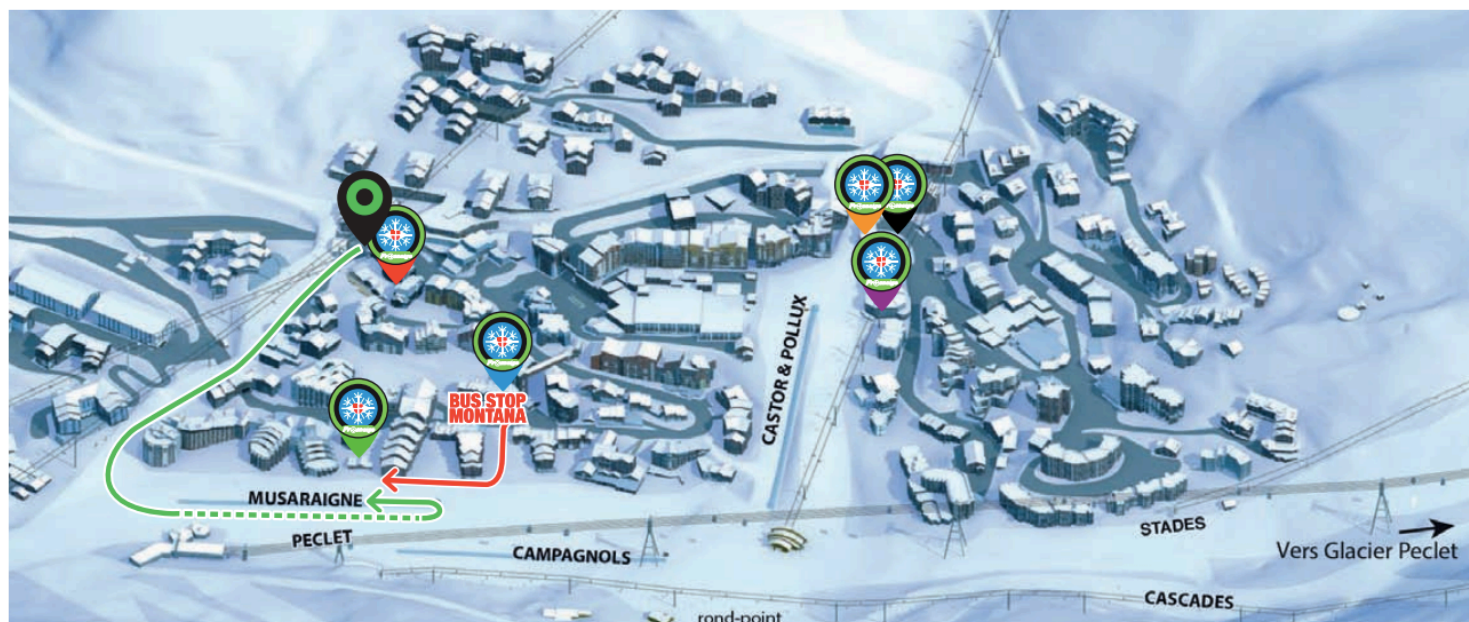 BUS STOP
MONTANA
CASTOR & POLLUX
MUSARAIGNE
PECLET
CAMPAGNOLS
STADES
Vers Glacier Peclet
CASCADES
rond-point